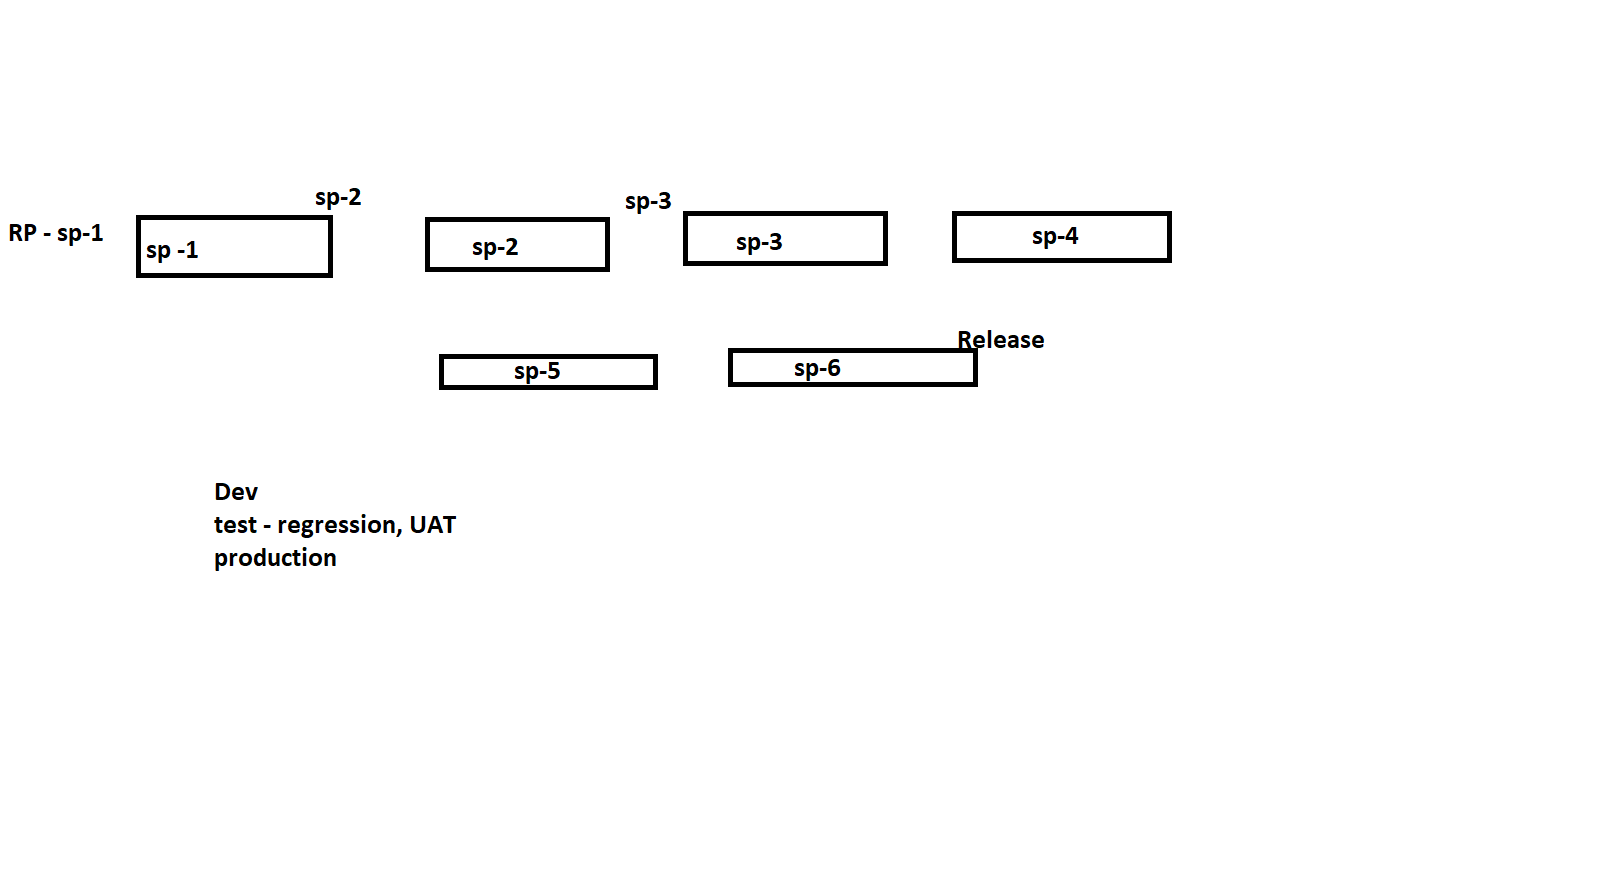 sp-2
sp-3
RP - sp-1
sp -1
sp-2
sp-3
sp-4
Release
sp-5
sp-6
Dev
test - regression, UAT
production